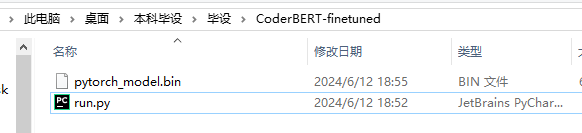 此电脑 > 桌面 > 本科毕设 > 毕设 > CoderBERT-finetuned
名称 修改日期 类型
pytorch_model.bin 2024/6/12 18:55 BIN 文件
sk run.py 2024/6/12 18:52 JetBrains PyChar...